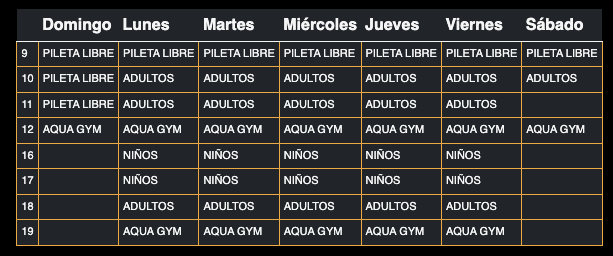 Domingo Lunes Martes Miércoles Jueves Viernes Sábado
9 PILETA LIBRE PILETA LIBRE PILETA LIBRE PILETA LIBRE PILETA LIBRE PILETA LIBRE PILETA LIBRE
10 PILETA LIBRE ADULTOS ADULTOS ADULTOS ADULTOS ADULTOS ADULTOS
11 PILETA LIBRE ADULTOS ADULTOS ADULTOS ADULTOS ADULTOS
12 AQUA GYM AQUA GYM AQUA GYM AQUA GYM AQUA GYM AQUA GYM AQUA GYM
16 NIÑOS NIÑOS NIÑOS NIÑOS NIÑOS
17 NIÑOS NIÑOS NIÑOS NIÑOS NIÑOS
18 ADULTOS ADULTOS ADULTOS ADULTOS ADULTOS
19 AQUA GYM AQUA GYM AQUA GYM AQUA GYM AQUA GYM